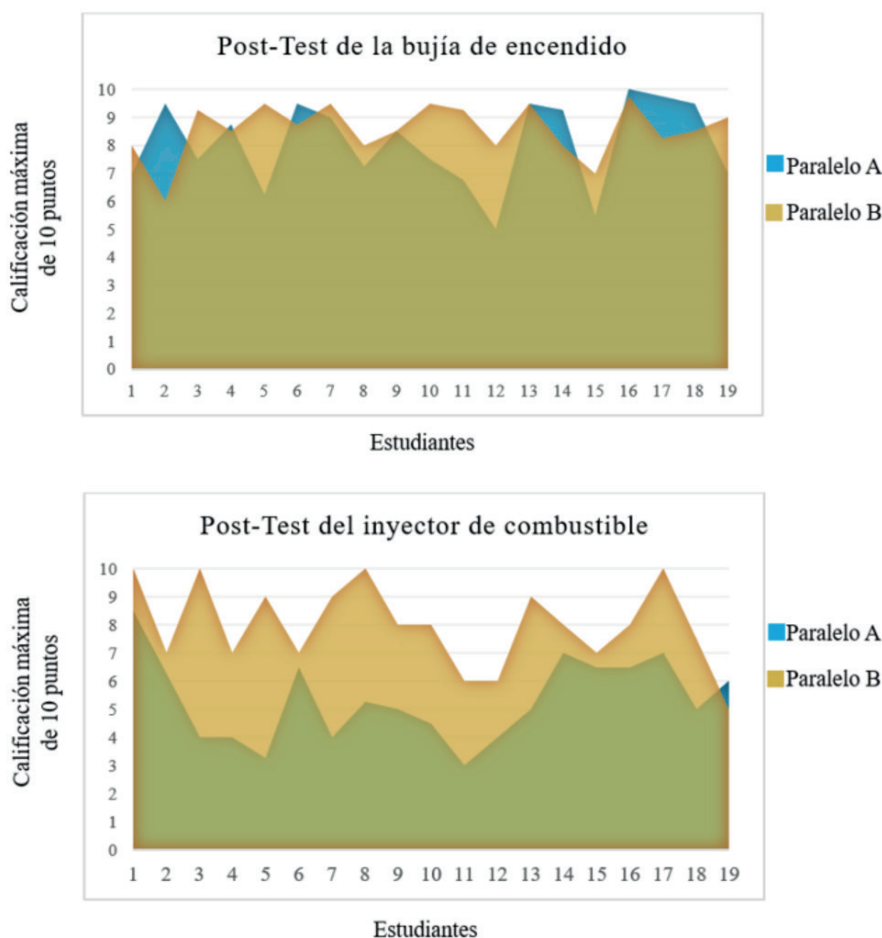 Post-Test de la bujía de encendido
Calificación máxima
de 10 puntos
10
9
8
7
6
5
4
3
2
1
0
1 2 3 4 5 6 7 8 9 10 11 12 13 14 15 16 17 18 19
Estudiantes
Paralelo A
Paralelo B
Post-Test del inyector de combustible
Calificación máxima
de 10 puntos
10
9
8
7
6
5
4
3
2
1
0
1 2 3 4 5 6 7 8 9 10 11 12 13 14 15 16 17 18 19
Estudiantes
Paralelo A
Paralelo B